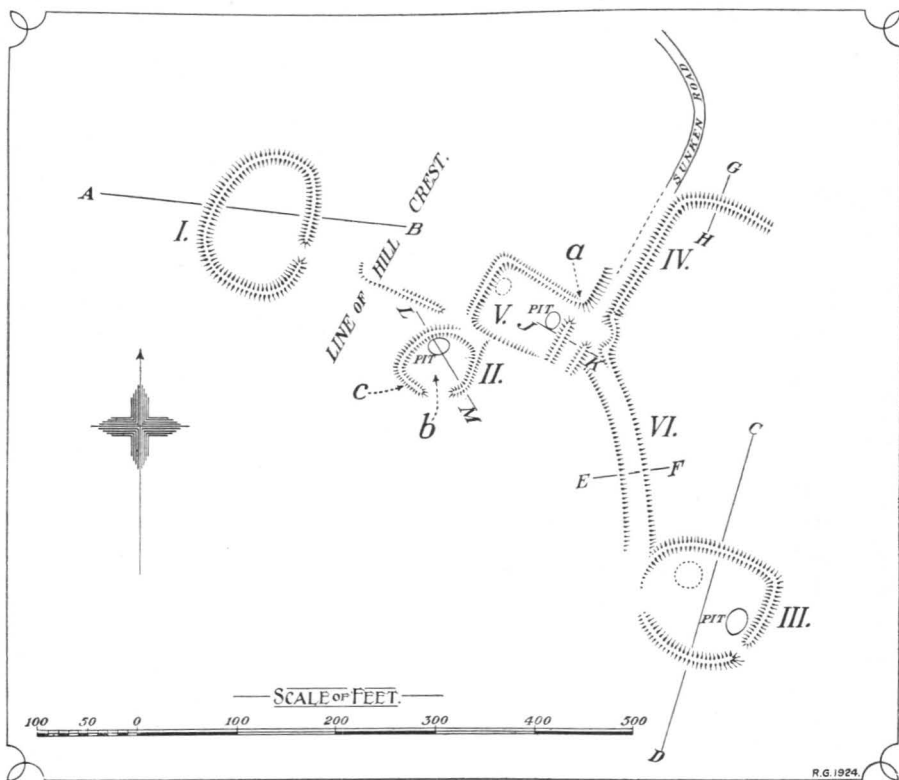 SUNKEN ROAD
G
A
I.
B
LINE OF HILL CREST.
H
IV.
a
V.
PIT
J
K
L
PIT
II.
c
b
M
VI.
C
E
F
PIT
III.
SCALE OF FEET.
100 50 0 100 200 300 400 500
D
R.G. 1924.